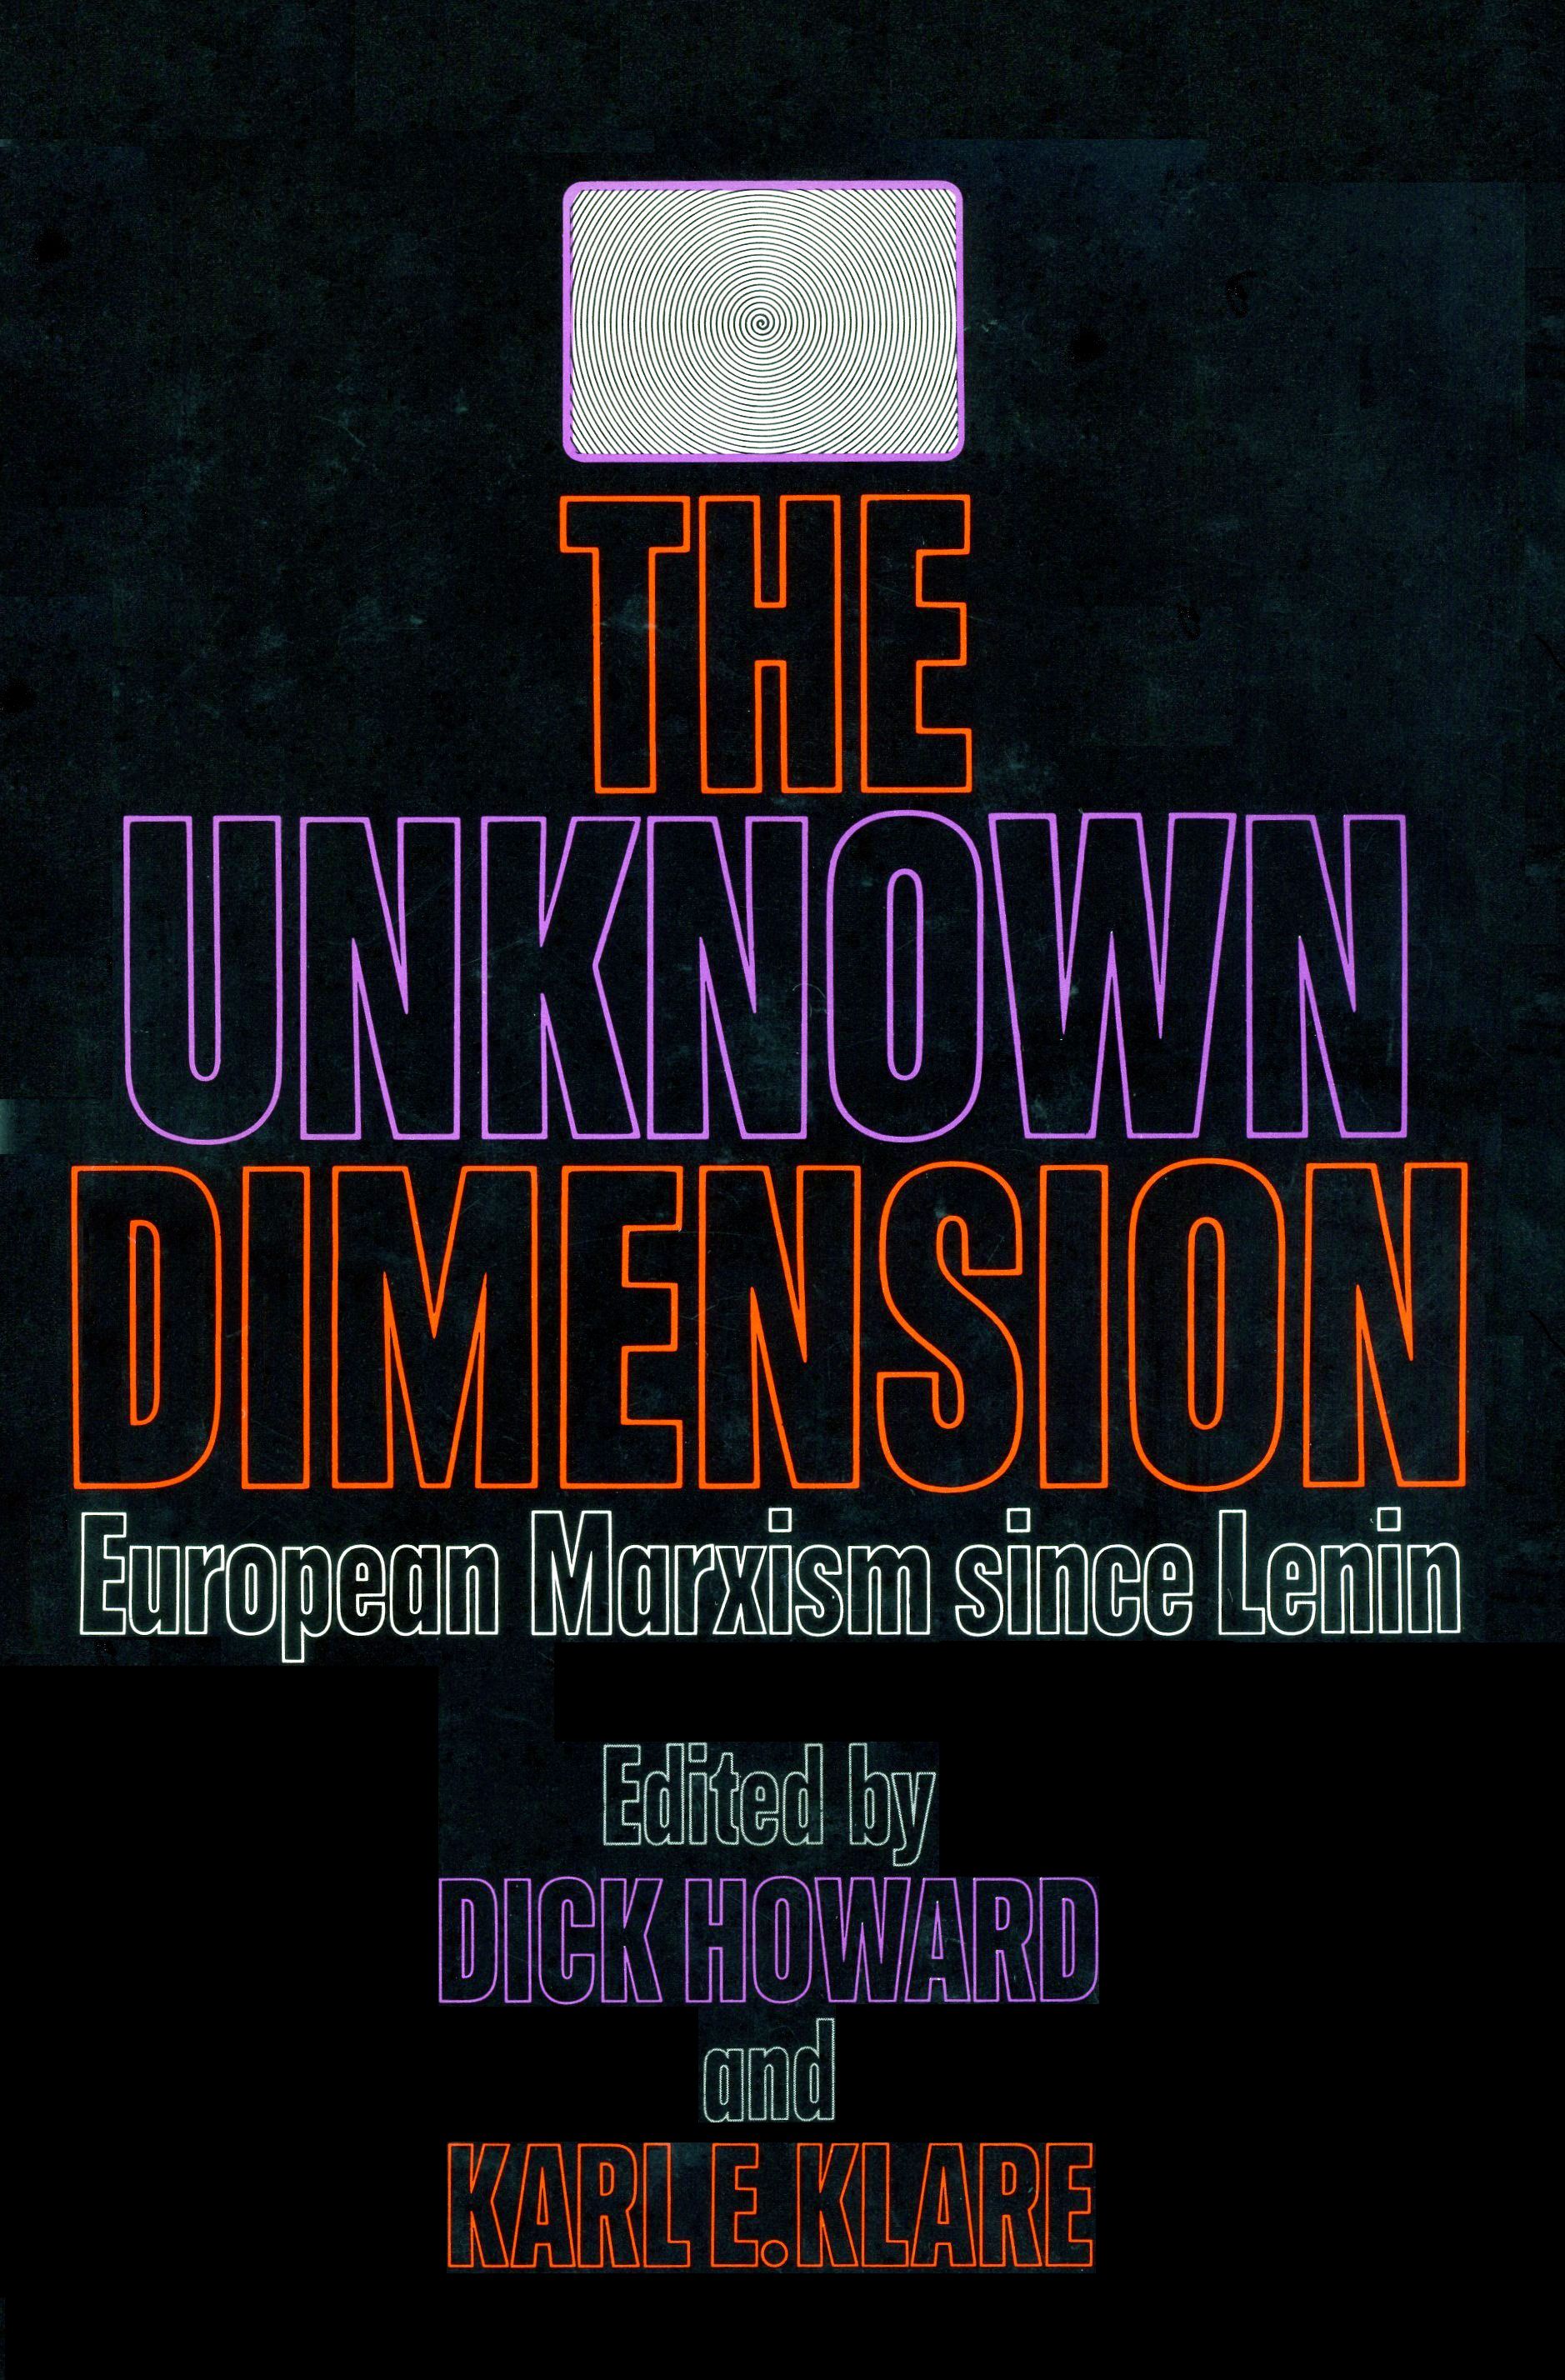 THE
UNKNOWN
DIMENSION
European Marxism since Lenin
Edited by
DICK HOWARD
and
KARL E. KLARE